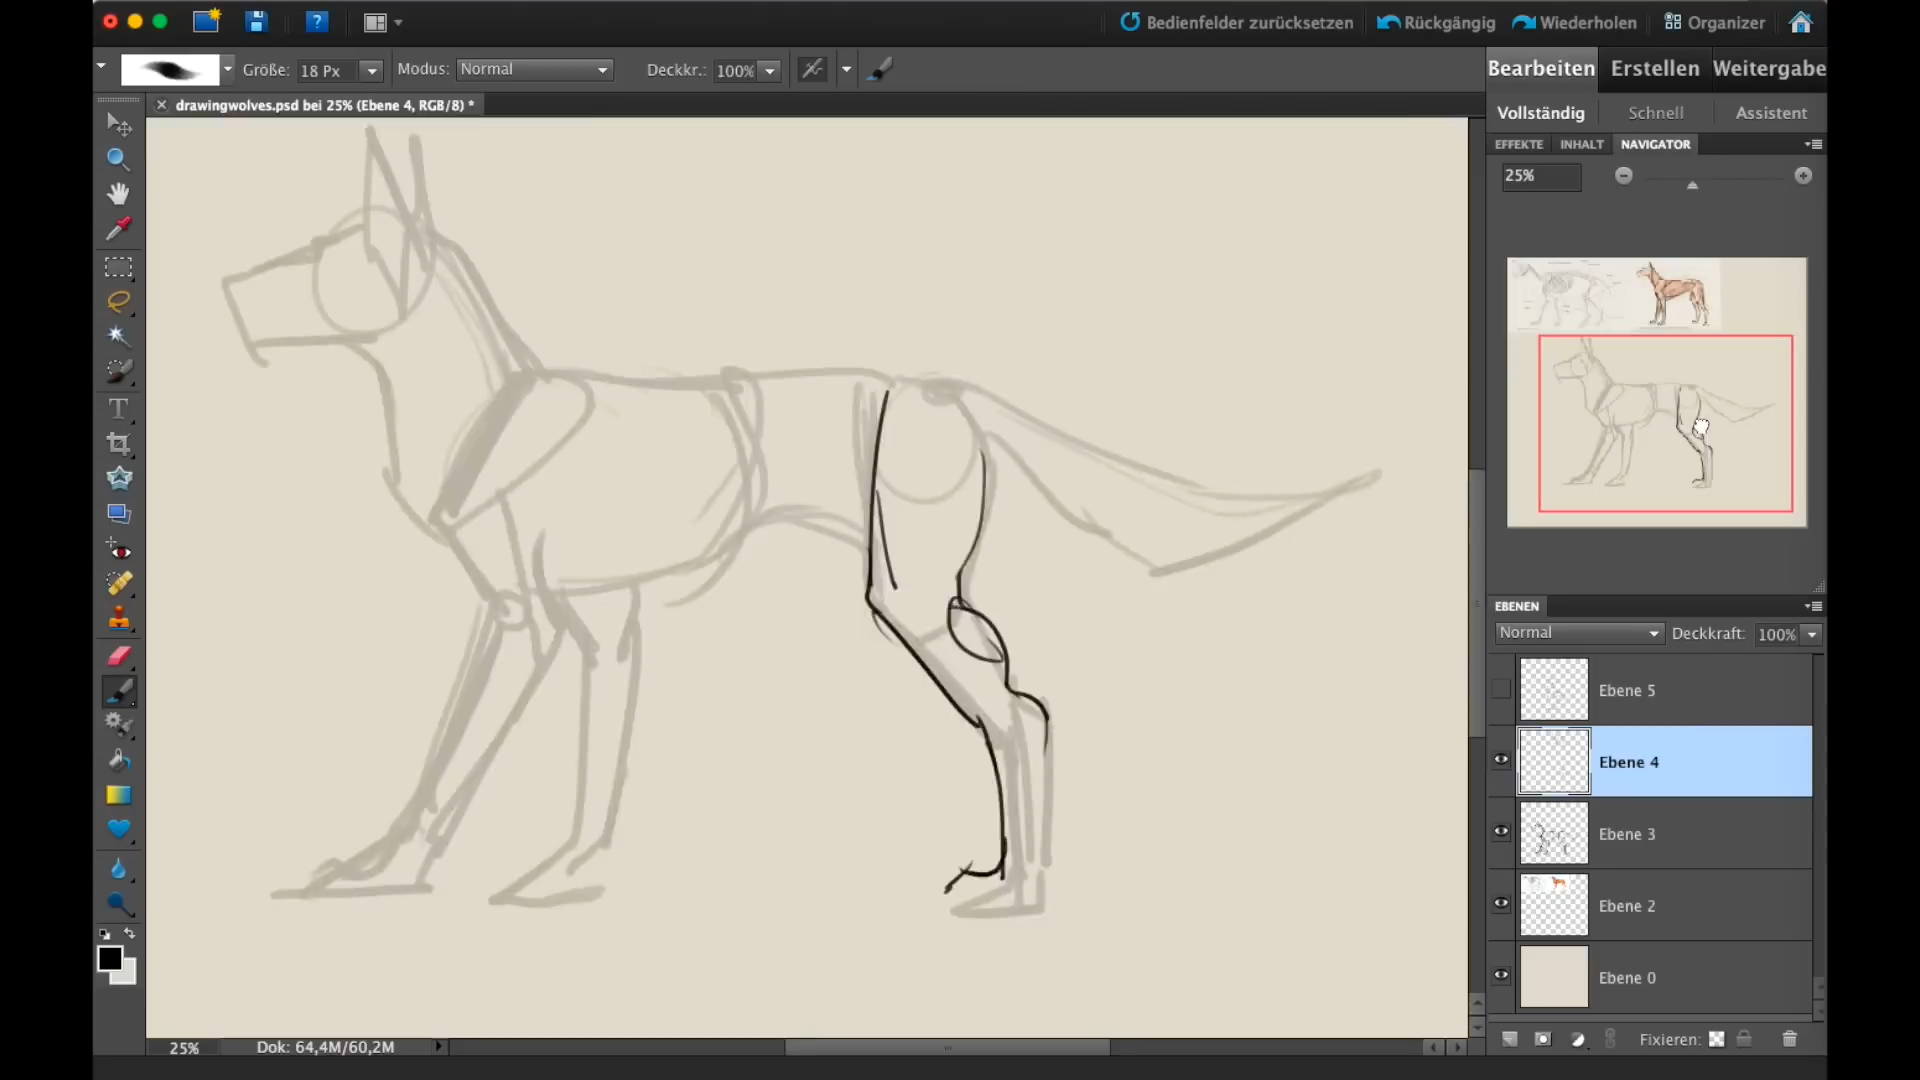 Bedienfelder zurücksetzen
Rückgängig
Wiederholen
Organizer
Größe: 18 Px
Modus: Normal
Deckkr.: 100%
Bearbeiten
Erstellen
Weitergabe
drawingwolves.psd bei 25% (Ebene 4, RGB/8) *
Vollständig
Schnell
Assistent
EFFEKTE
INHALT
NAVIGATOR
25%
EBENEN
Normal
Deckkraft: 100%
Ebene 5
Ebene 4
Ebene 3
Ebene 2
Ebene 0
Fixieren:
25%
Dok: 64,4M/60,2M